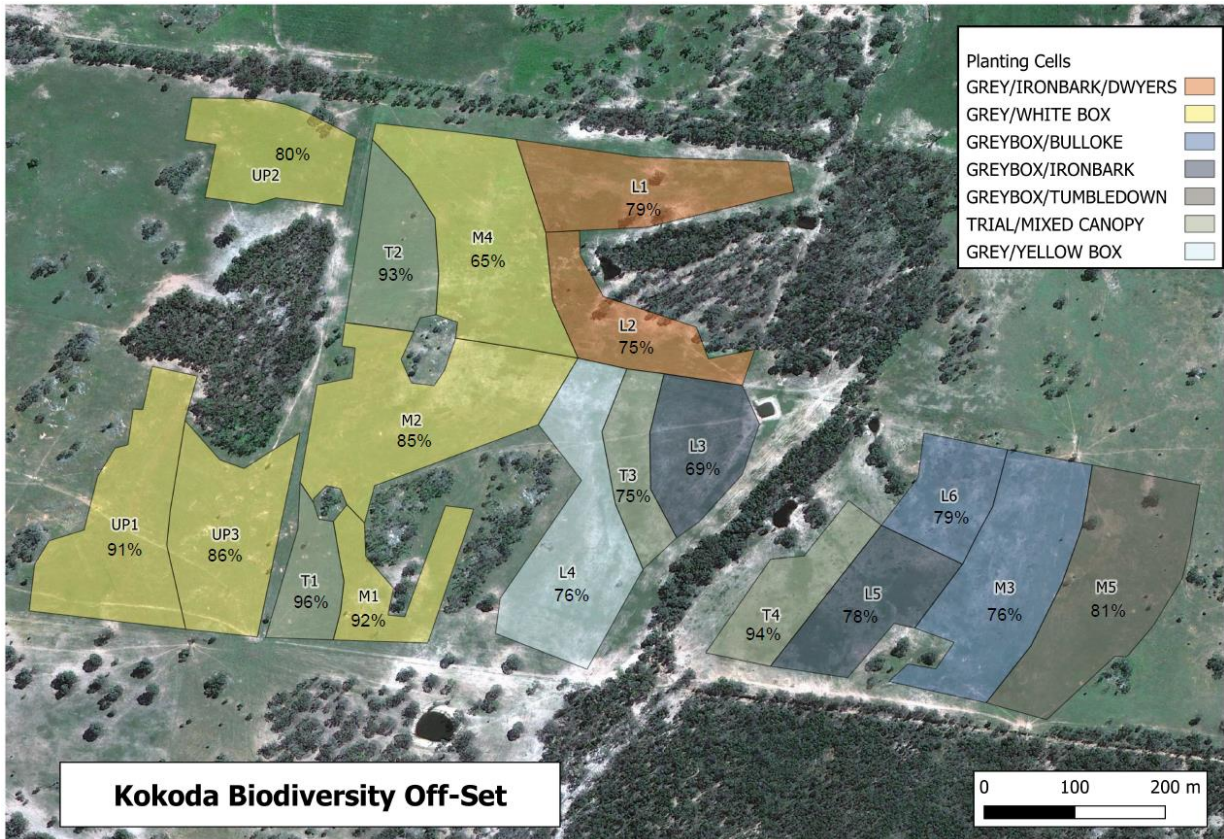 Planting Cells
GREY/IRONBARK/DWYERS
GREY/WHITE BOX
GREYBOX/BULLOKE
GREYBOX/IRONBARK
GREYBOX/TUMBLEDOWN
TRIAL/MIXED CANOPY
GREY/YELLOW BOX
80%
UP2
L1
79%
T2
93%
M4
65%
L2
75%
M2
85%
L3
69%
T3
75%
UP1
91%
UP3
86%
T1
96%
M1
92%
L4
76%
L6
79%
M3
76%
M5
81%
L5
78%
T4
94%
Kokoda Biodiversity Off-Set
0 100 200 m